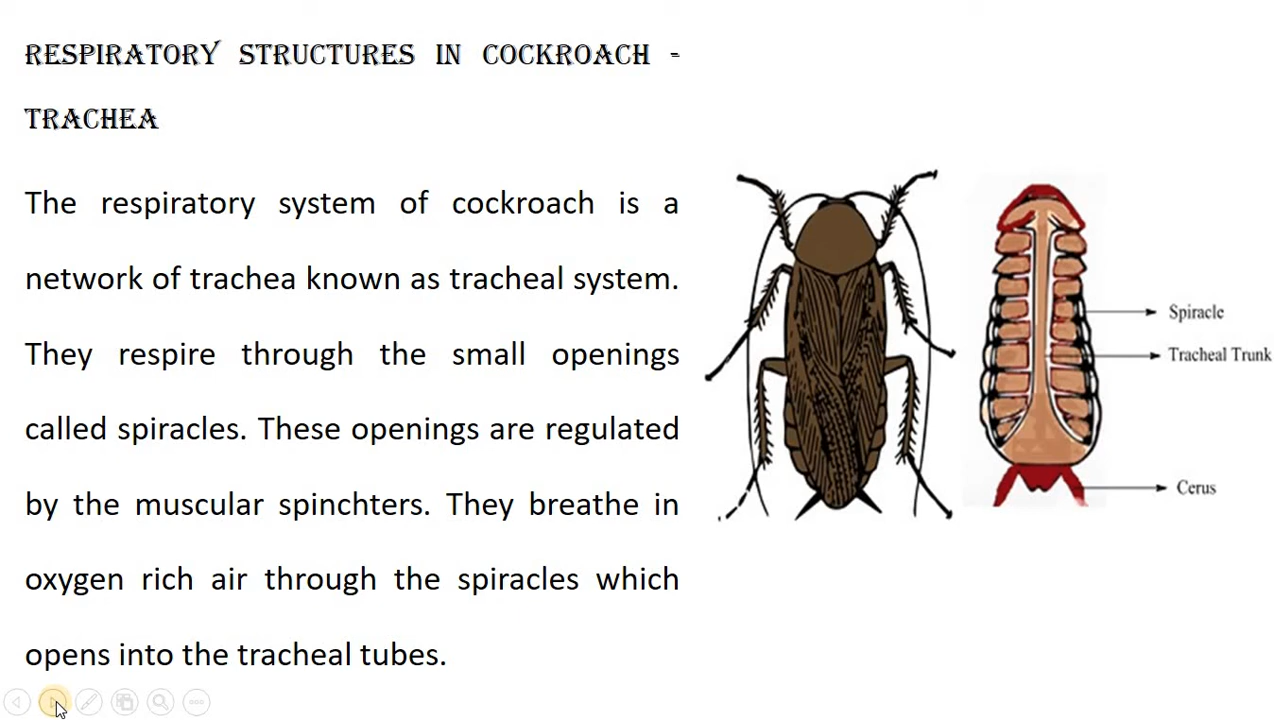 RESPIRATORY STRUCTURES IN COCKROACH -
TRACHEA
The respiratory system of cockroach is a
network of trachea known as tracheal system.
They respire through the small openings
called spiracles. These openings are regulated
by the muscular spinchters. They breathe in
oxygen rich air through the spiracles which
opens into the tracheal tubes.
Spiracle
Tracheal Trunk
Cerus